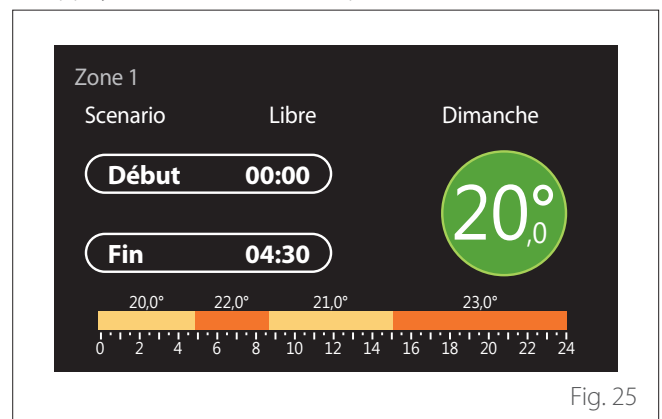 Zone 1
Scenario Libre Dimanche
Début 00:00
20°,0
Fin 04:30
20,0° 22,0° 21,0° 23,0°
0 2 4 6 8 10 12 14 16 18 20 22 24
Fig. 25